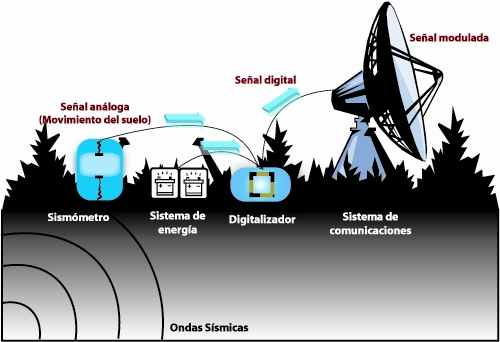 Señal modulada
Señal digital
Señal análoga
(Movimiento del suelo)
Sismómetro
Sistema de
energía
Digitalizador
Sistema de
comunicaciones
Ondas Sísmicas